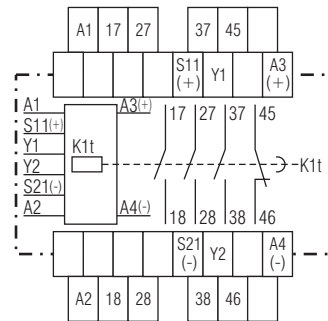 A1 17 27 37 45
S11 (+) Y1 A3 (+)
A1 A3(+) 17 27 37 45
S11(+)
Y1 K1t
Y2 K1t
S21(-)
A2 A4(-) 18 28 38 46
S21 (-) Y2 A4 (-)
A2 18 28 38 46